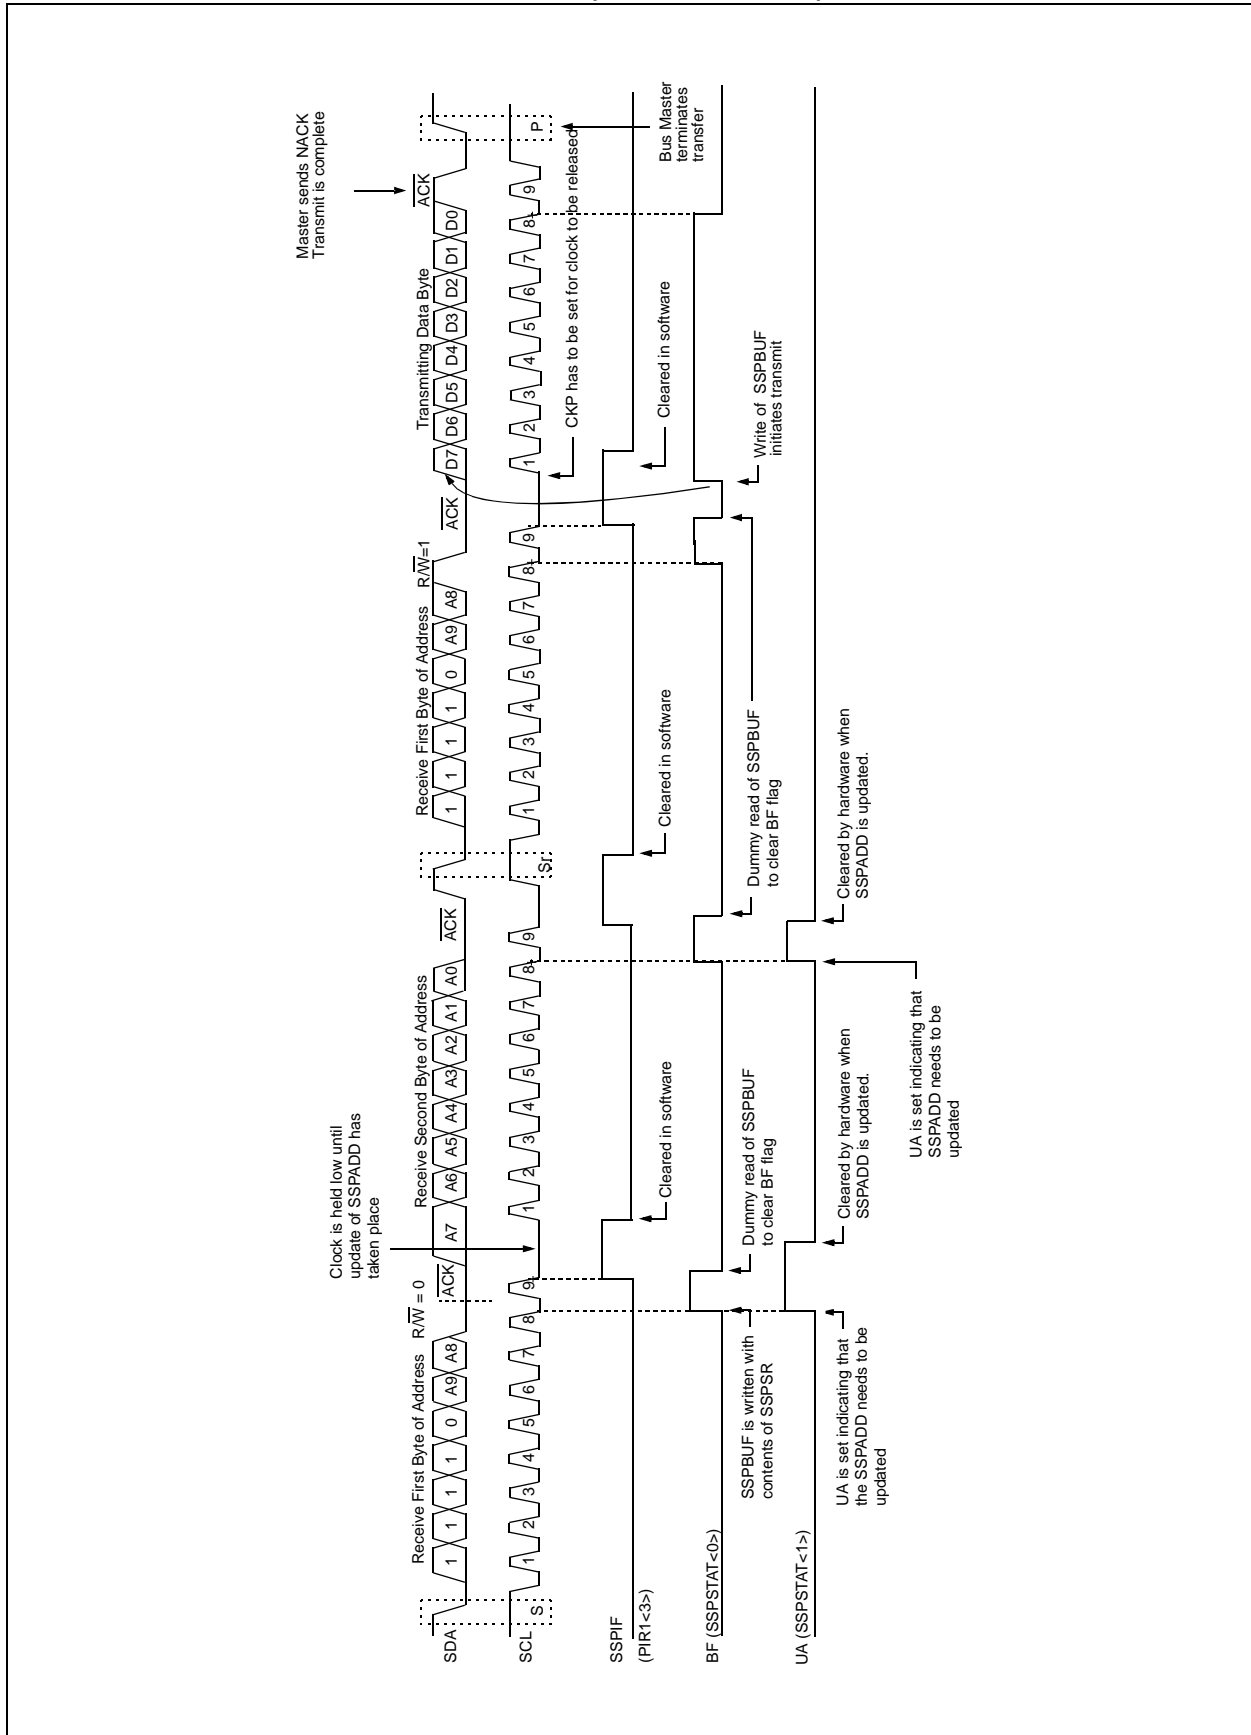 Master sends NACK
Transmit is complete
Clock is held low until
update of SSPADD has
taken place
Receive First Byte of Address R/W = 0
Receive Second Byte of Address
Receive First Byte of Address R/W=1
Transmitting Data Byte
ACK
ACK
ACK
ACK
SDA
1 1 1 1 0 A9 A8
A7 A6 A5 A4 A3 A2 A1 A0
1 1 1 1 0 A9 A8
D7 D6 D5 D4 D3 D2 D1 D0
SCL
S
1 2 3 4 5 6 7 8 9
1 2 3 4 5 6 7 8 9
Sr
1 2 3 4 5 6 7 8 9
1 2 3 4 5 6 7 8 9
P
CKP has to be set for clock to be released
SSPIF
(PIR1<3>)
Cleared in software
Cleared in software
Cleared in software
Bus Master
terminates
transfer
BF (SSPSTAT<0>)
SSPBUF is written with
contents of SSPSR
Dummy read of SSPBUF
to clear BF flag
Dummy read of SSPBUF
to clear BF flag
Write of SSPBUF
initiates transmit
UA (SSPSTAT<1>)
UA is set indicating that
the SSPADD needs to be
updated
Cleared by hardware when
SSPADD is updated.
UA is set indicating that
SSPADD needs to be
updated
Cleared by hardware when
SSPADD is updated.